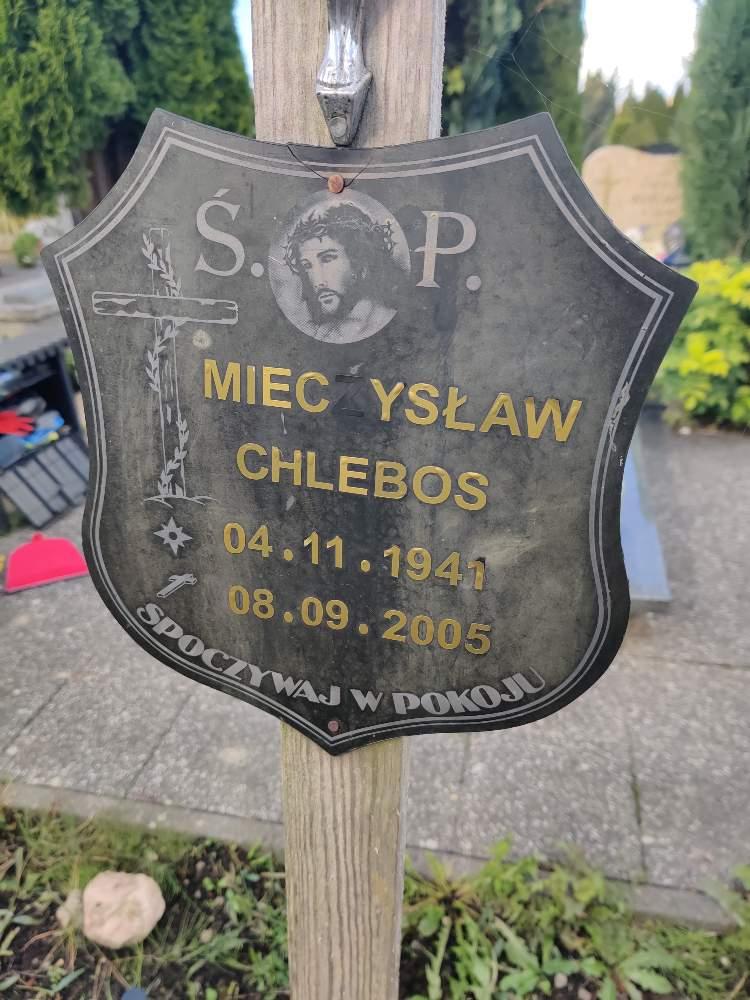 Ś. P.
MIECZYSŁAW
CHLEBOS
04.11.1941
08.09.2005
SPOCZYWAJ W POKOJU